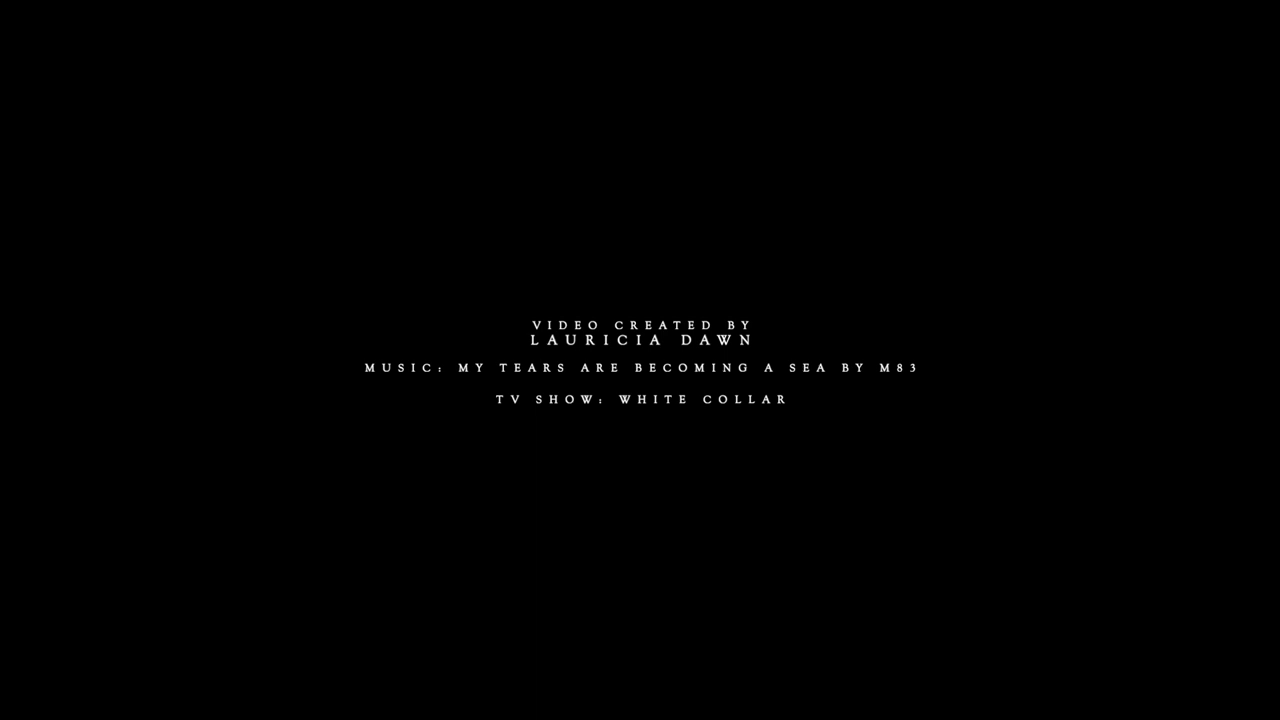 VIDEO CREATED BY
LAURICIA DAWN
MUSIC: MY TEARS ARE BECOMING A SEA BY M83
TV SHOW: WHITE COLLAR